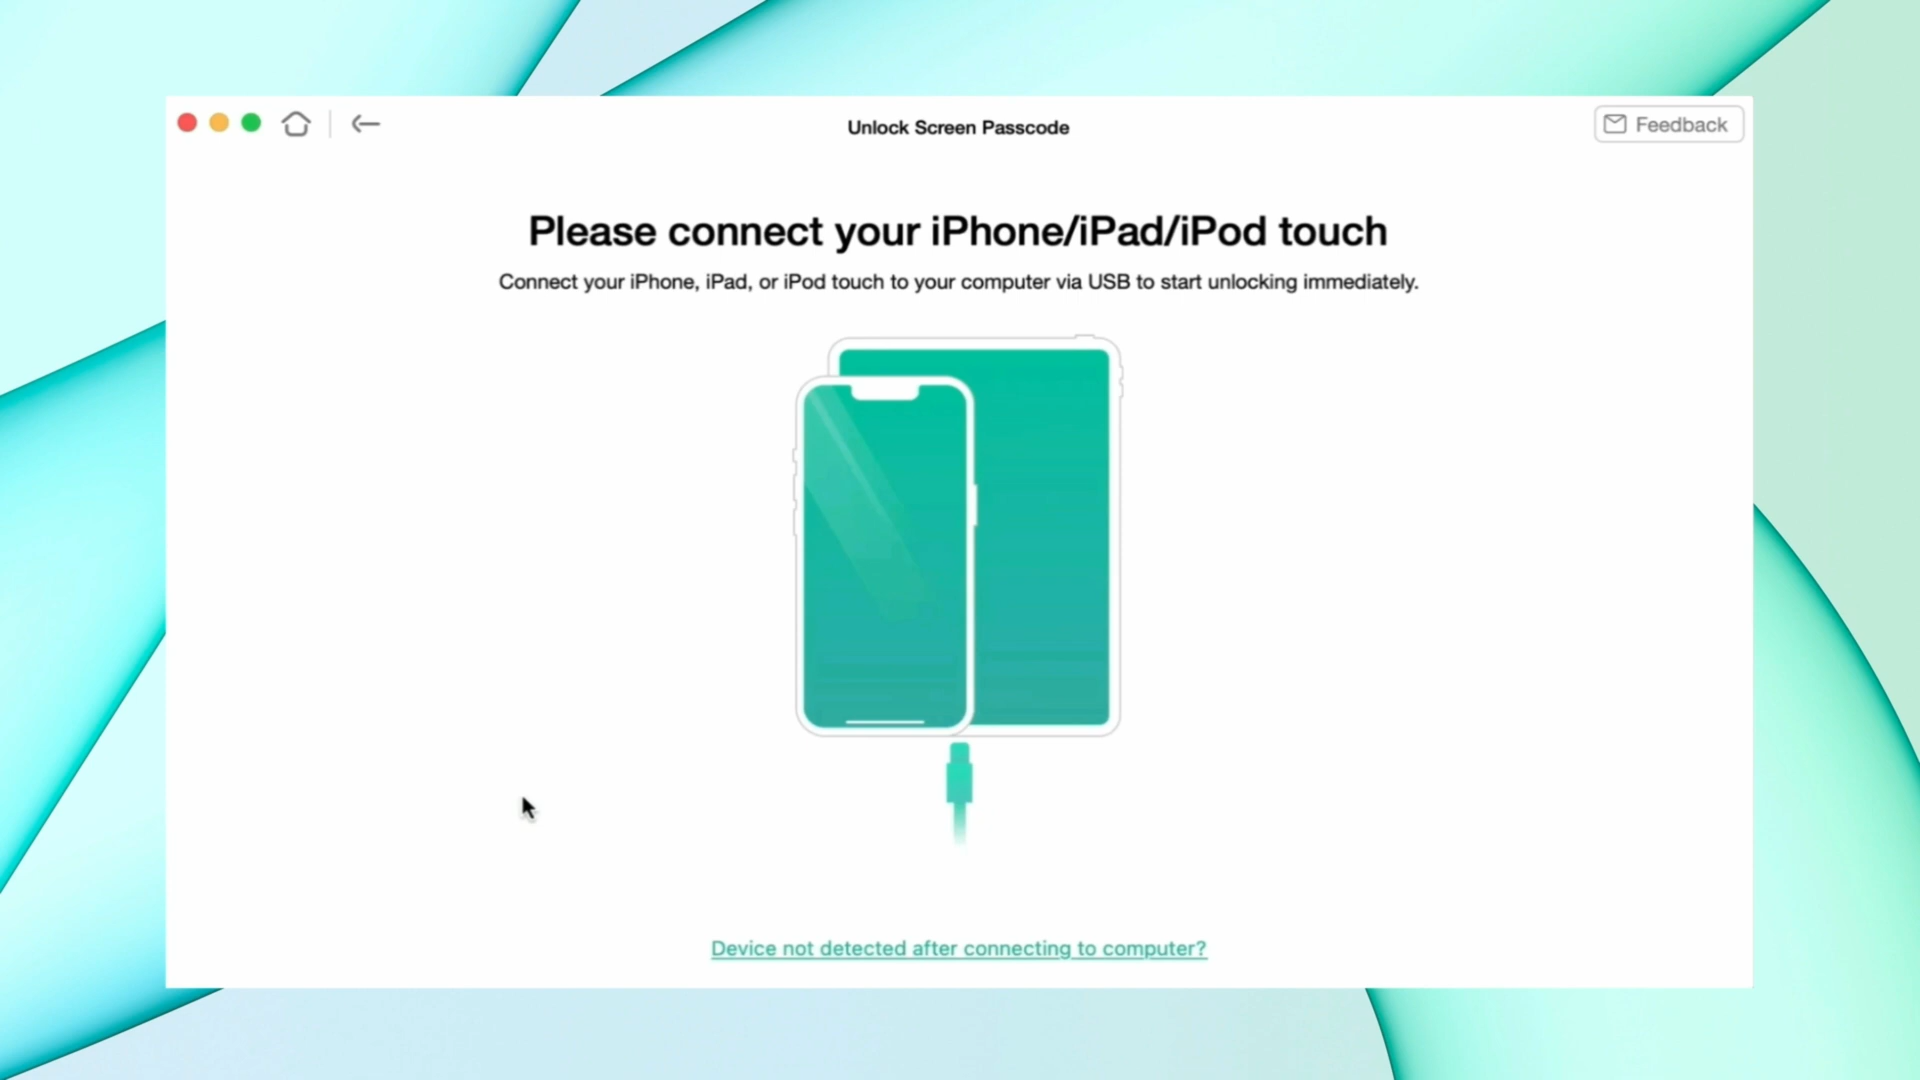 Unlock Screen Passcode
Feedback
Please connect your iPhone/iPad/iPod touch
Connect your iPhone, iPad, or iPod touch to your computer via USB to start unlocking immediately.
Device not detected after connecting to computer?